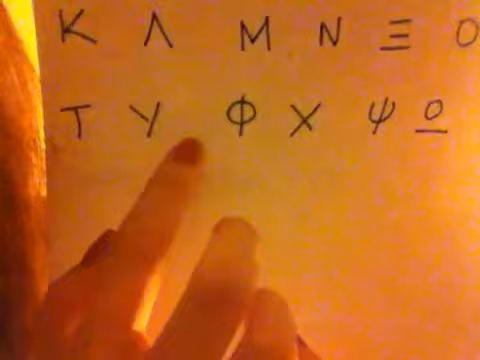 Κ Λ Μ Ν Ξ Ο
Τ Υ Φ Χ Ψ Ω